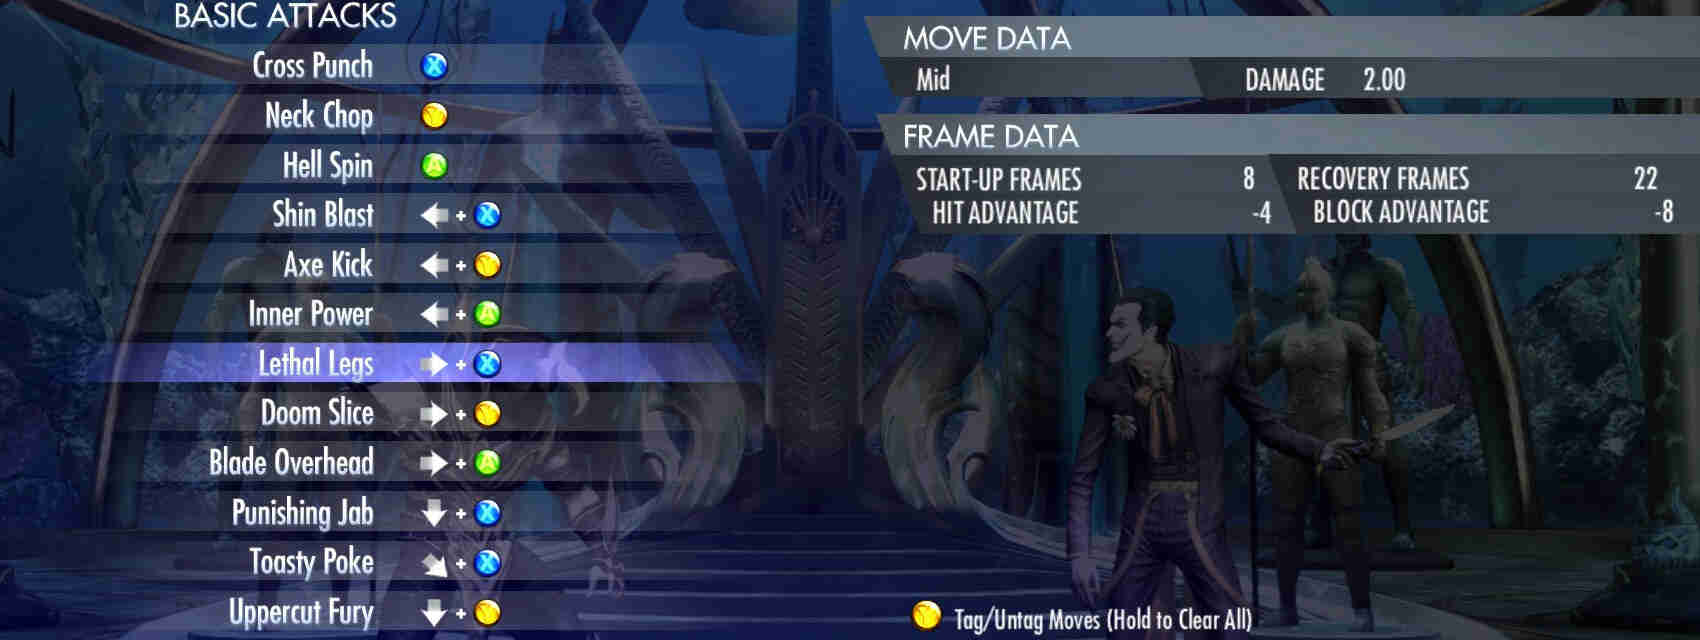 BASIC ATTACKS
Cross Punch X
Neck Chop Y
Hell Spin A
Shin Blast + X
Axe Kick + Y
Inner Power + A
Lethal Legs + X
Doom Slice + Y
Blade Overhead + A
Punishing Jab + X
Toasty Poke + X
Uppercut Fury + Y
MOVE DATA
Mid DAMAGE 2.00
FRAME DATA
START-UP FRAMES 8 RECOVERY FRAMES 22
HIT ADVANTAGE -4 BLOCK ADVANTAGE -8
Y Tag/Untag Moves (Hold to Clear All)